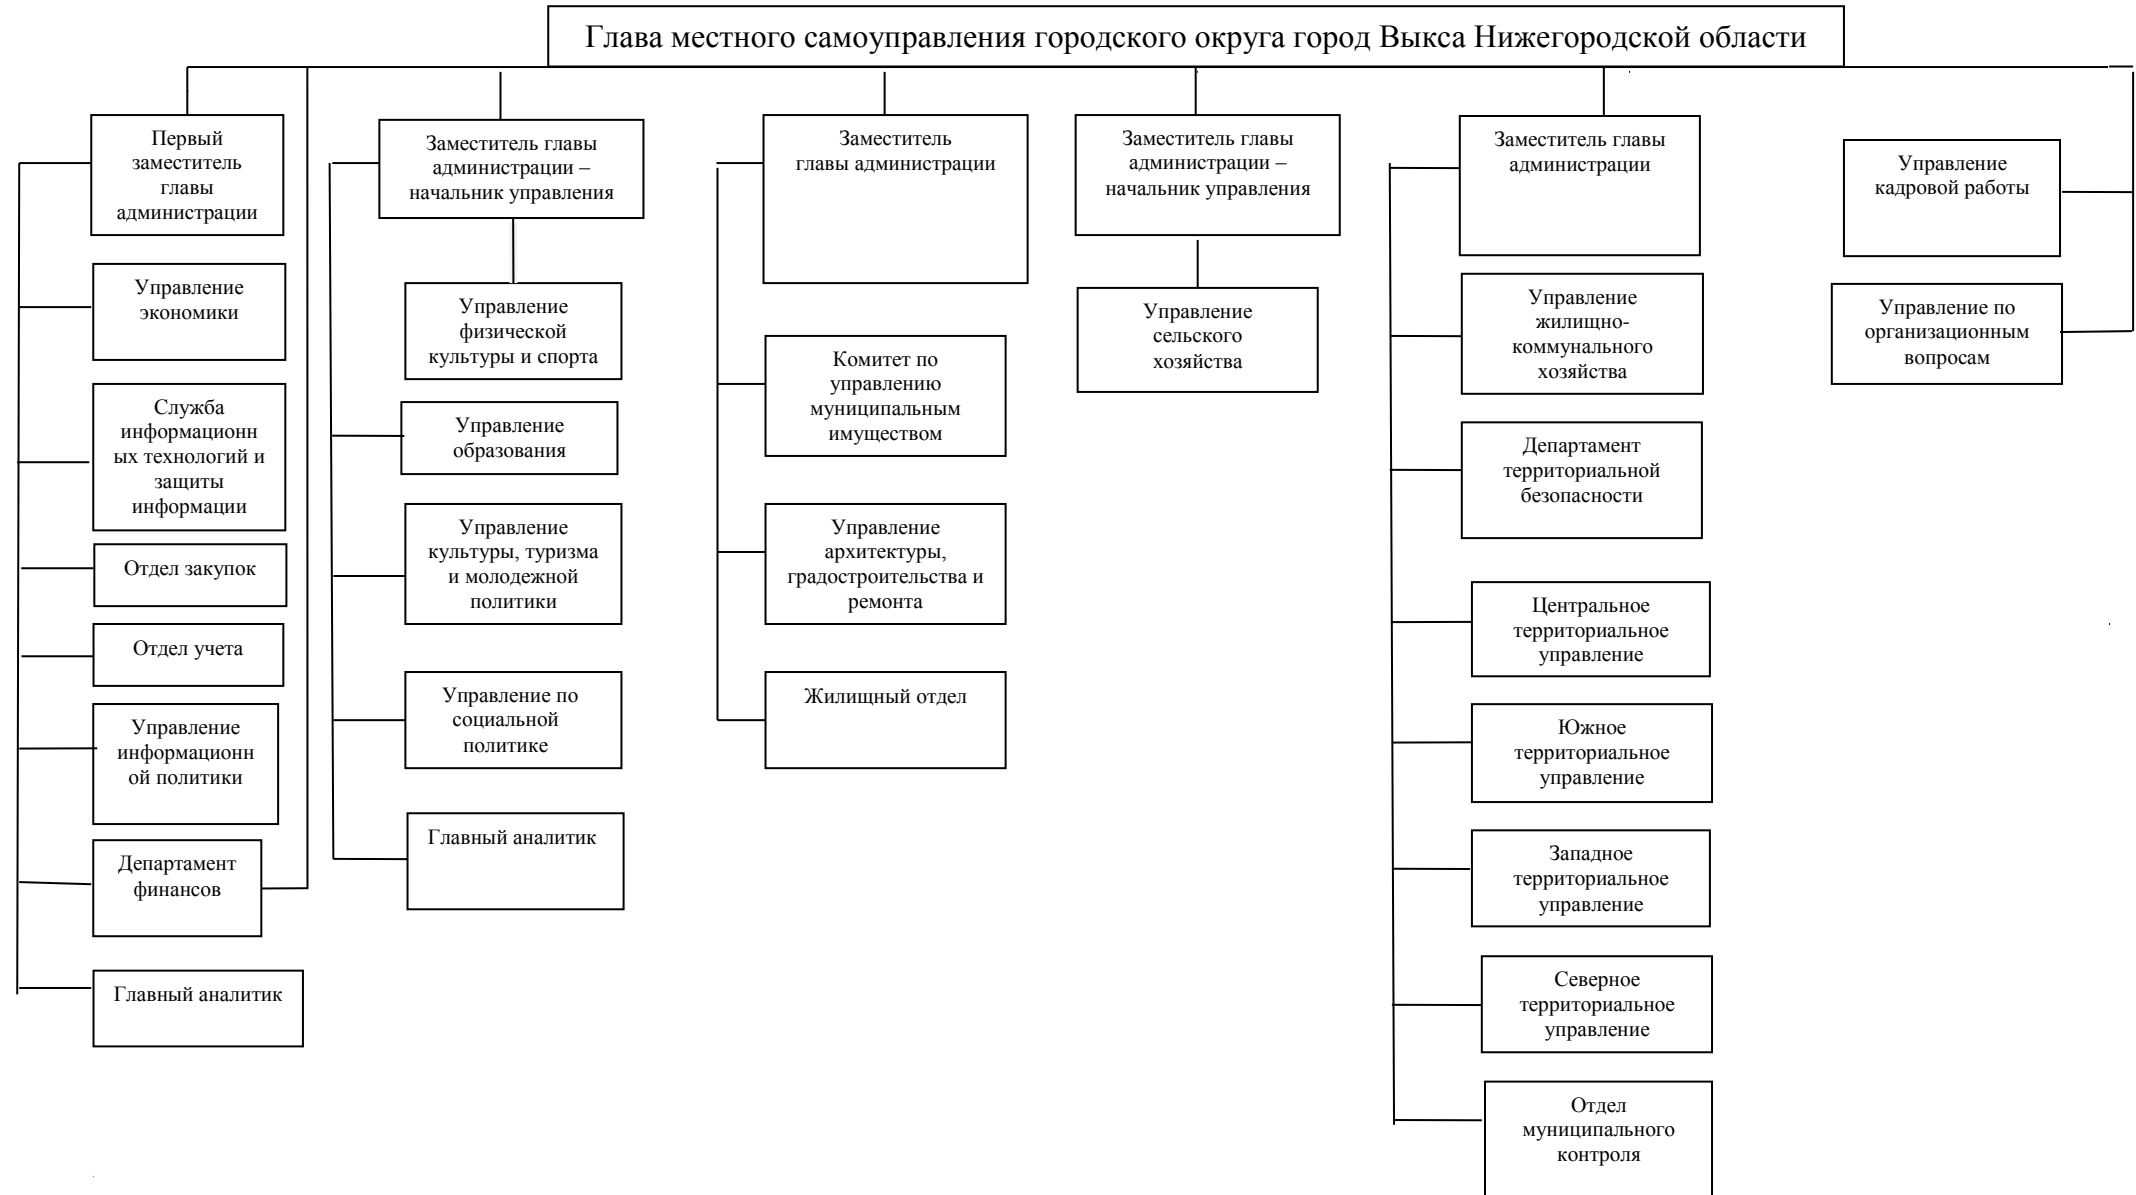 Глава местного самоуправления городского округа город Выкса Нижегородской области
Первый
заместитель
главы
администрации
Управление
экономики
Служба
информационн
ых технологий и
защиты
информации
Отдел закупок
Отдел учета
Управление
информационн
ой политики
Департамент
финансов
Главный аналитик
Заместитель главы
администрации –
начальник управления
Управление
физической
культуры и спорта
Управление
образования
Управление
культуры, туризма
и молодежной
политики
Управление по
социальной
политике
Главный аналитик
Заместитель
главы администрации
Комитет по
управлению
муниципальным
имуществом
Управление
архитектуры,
градостроительства и
ремонта
Жилищный отдел
Заместитель главы
администрации –
начальник управления
Управление
сельского
хозяйства
Заместитель главы
администрации
Управление
жилищно-
коммунального
хозяйства
Департамент
территориальной
безопасности
Центральное
территориальное
управление
Южное
территориальное
управление
Западное
территориальное
управление
Северное
территориальное
управление
Отдел
муниципального
контроля
Управление
кадровой работы
Управление по
организационным
вопросам